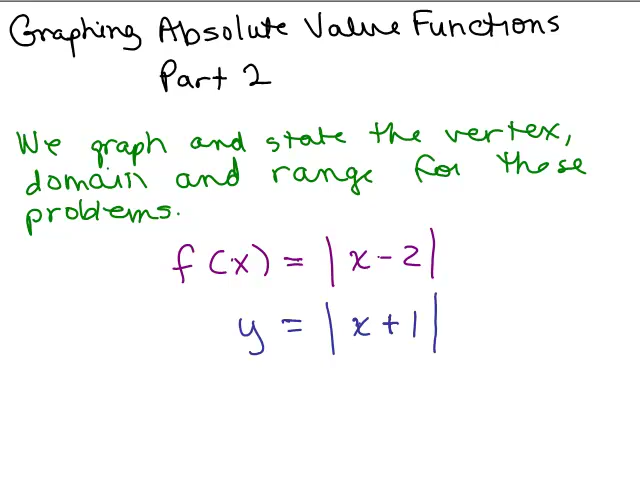 Graphing Absolute Value Functions
Part 2
We graph and state the vertex,
domain and range for these
problems.
f(x) = |x - 2|
y = |x + 1|